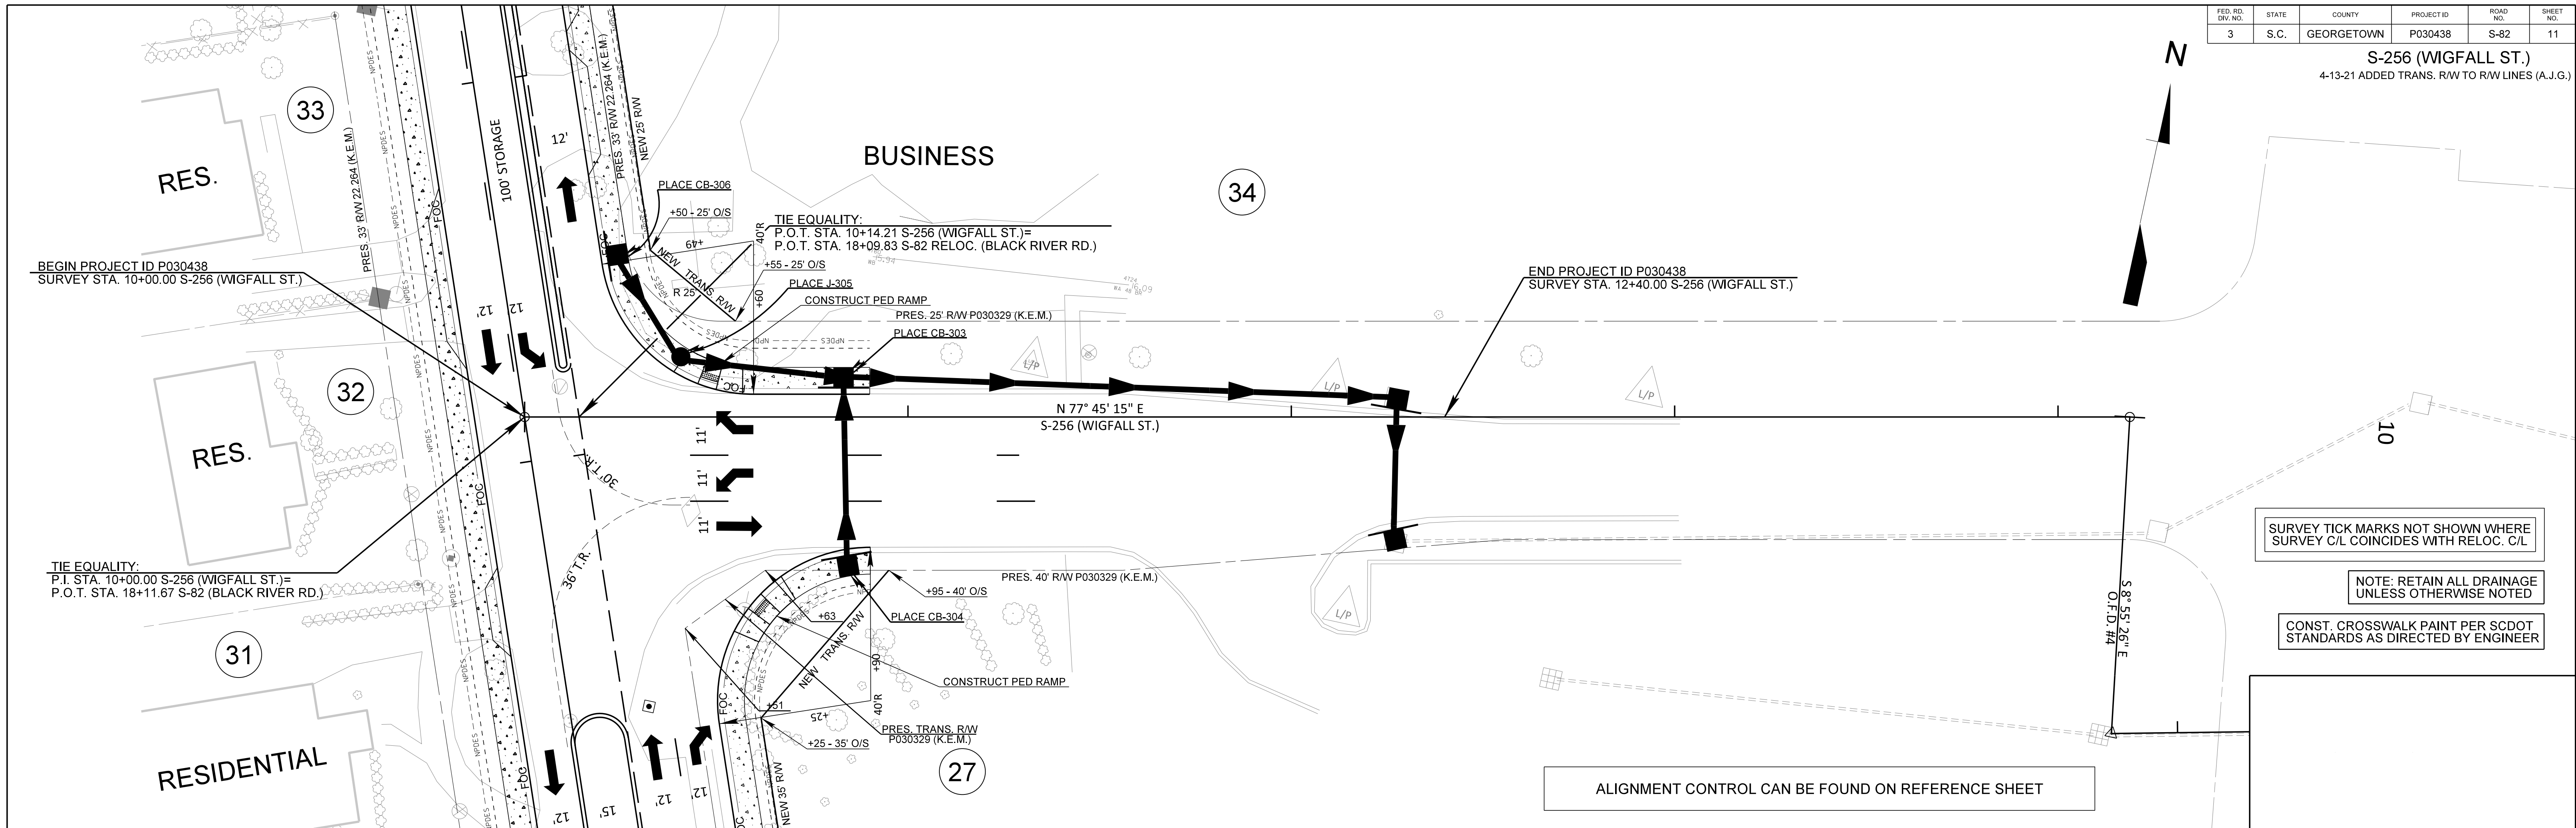 FED. RD. DIV. NO.
STATE
COUNTY
PROJECT ID
ROAD NO.
SHEET NO.
3
S.C.
GEORGETOWN
P030438
S-82
11
S-256 (WIGFALL ST.)
4-13-21 ADDED TRANS. R/W TO R/W LINES (A.J.G.)
N
33
RES.
NPDES
PRES. 33' R/W 22.264 (K.E.M.)
FOC
100' STORAGE
12'
PRES. 33' R/W 22.264 (K.E.M.)
NEW 25' R/W
BUSINESS
34
PLACE CB-306
+50 - 25' O/S
+49
40'R
TIE EQUALITY:
P.O.T. STA. 10+14.21 S-256 (WIGFALL ST.)=
P.O.T. STA. 18+09.83 S-82 RELOC. (BLACK RIVER RD.)
NEW TRANS. R/W
R 25'
+55 - 25' O/S
+60
PLACE J-305
CONSTRUCT PED RAMP
PRES. 25' R/W P030329 (K.E.M.)
PLACE CB-303
NPDES
NPDES
FOC
FOC
BEGIN PROJECT ID P030438
SURVEY STA. 10+00.00 S-256 (WIGFALL ST.)
END PROJECT ID P030438
SURVEY STA. 12+40.00 S-256 (WIGFALL ST.)
12'
12'
L/P
L/P
L/P
32
RES.
N 77° 45' 15" E
S-256 (WIGFALL ST.)
11'
11'
11'
30' T.R.
36' T.R.
FOC
10
TIE EQUALITY:
P.I. STA. 10+00.00 S-256 (WIGFALL ST.)=
P.O.T. STA. 18+11.67 S-82 (BLACK RIVER RD.)
PRES. 40' R/W P030329 (K.E.M.)
+95 - 40' O/S
+63
PLACE CB-304
L/P
NEW TRANS. R/W
+90
CONSTRUCT PED RAMP
40'R
+51
+25
PRES. TRANS. R/W
P030329 (K.E.M.)
+25 - 35' O/S
FOC
NPDES
27
NEW 35' R/W
31
RESIDENTIAL
FOC
12'
15'
12'
12'
S 8° 55' 26" E
O.F.D. #4
SURVEY TICK MARKS NOT SHOWN WHERE
SURVEY C/L COINCIDES WITH RELOC. C/L
NOTE: RETAIN ALL DRAINAGE
UNLESS OTHERWISE NOTED
CONST. CROSSWALK PAINT PER SCDOT
STANDARDS AS DIRECTED BY ENGINEER
ALIGNMENT CONTROL CAN BE FOUND ON REFERENCE SHEET